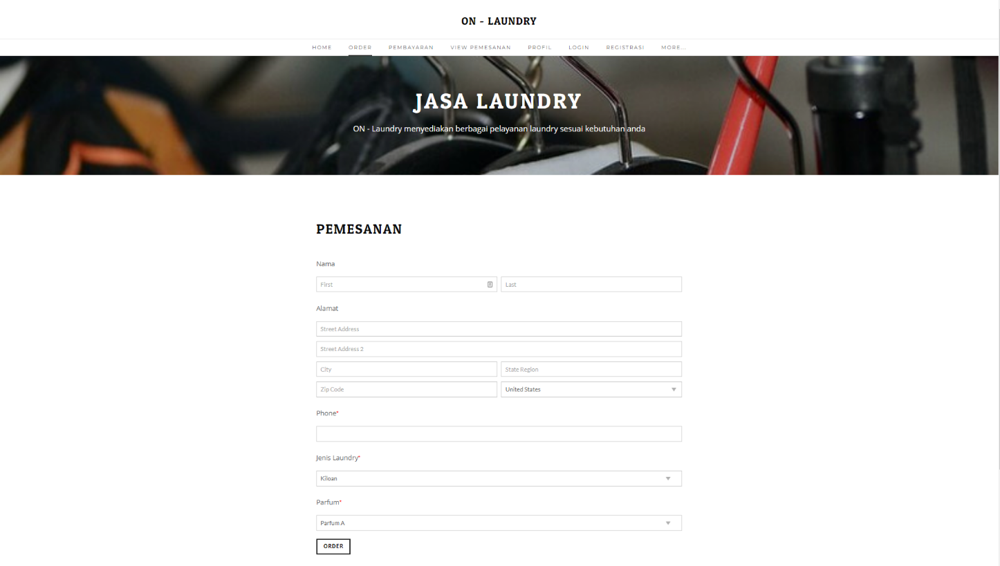 ON - LAUNDRY
HOME ORDER PEMBAYARAN VIEW PEMESANAN PROFIL LOGIN REGISTRASI MORE...
JASA LAUNDRY
ON - Laundry menyediakan berbagai pelayanan laundry sesuai kebutuhan anda
PEMESANAN
Nama
First Last
Alamat
Street Address
Street Address 2
City State Region
Zip Code United States
Phone*
Jenis Laundry*
Kiloan
Parfum*
Parfum A
ORDER